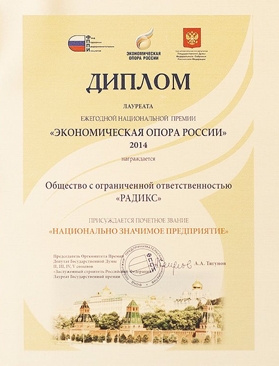 ЭКОНОМИЧЕСКАЯ
ОПОРА РОССИИ
ДИПЛОМ
ЛАУРЕАТА
ЕЖЕГОДНОЙ НАЦИОНАЛЬНОЙ ПРЕМИИ
«ЭКОНОМИЧЕСКАЯ ОПОРА РОССИИ»
2014
награждается
Общество с ограниченной ответственностью
«РАДИКС»
ПРИСУЖДАЕТСЯ ПОЧЕТНОЕ ЗВАНИЕ
«НАЦИОНАЛЬНО ЗНАЧИМОЕ ПРЕДПРИЯТИЕ»
Председатель Оргкомитета Премии
Депутат Государственной Думы
II, III, IV, V созывов
«Заслуженный строитель Российской Федерации»
Лауреат Государственной премии
А.А. Тягунов